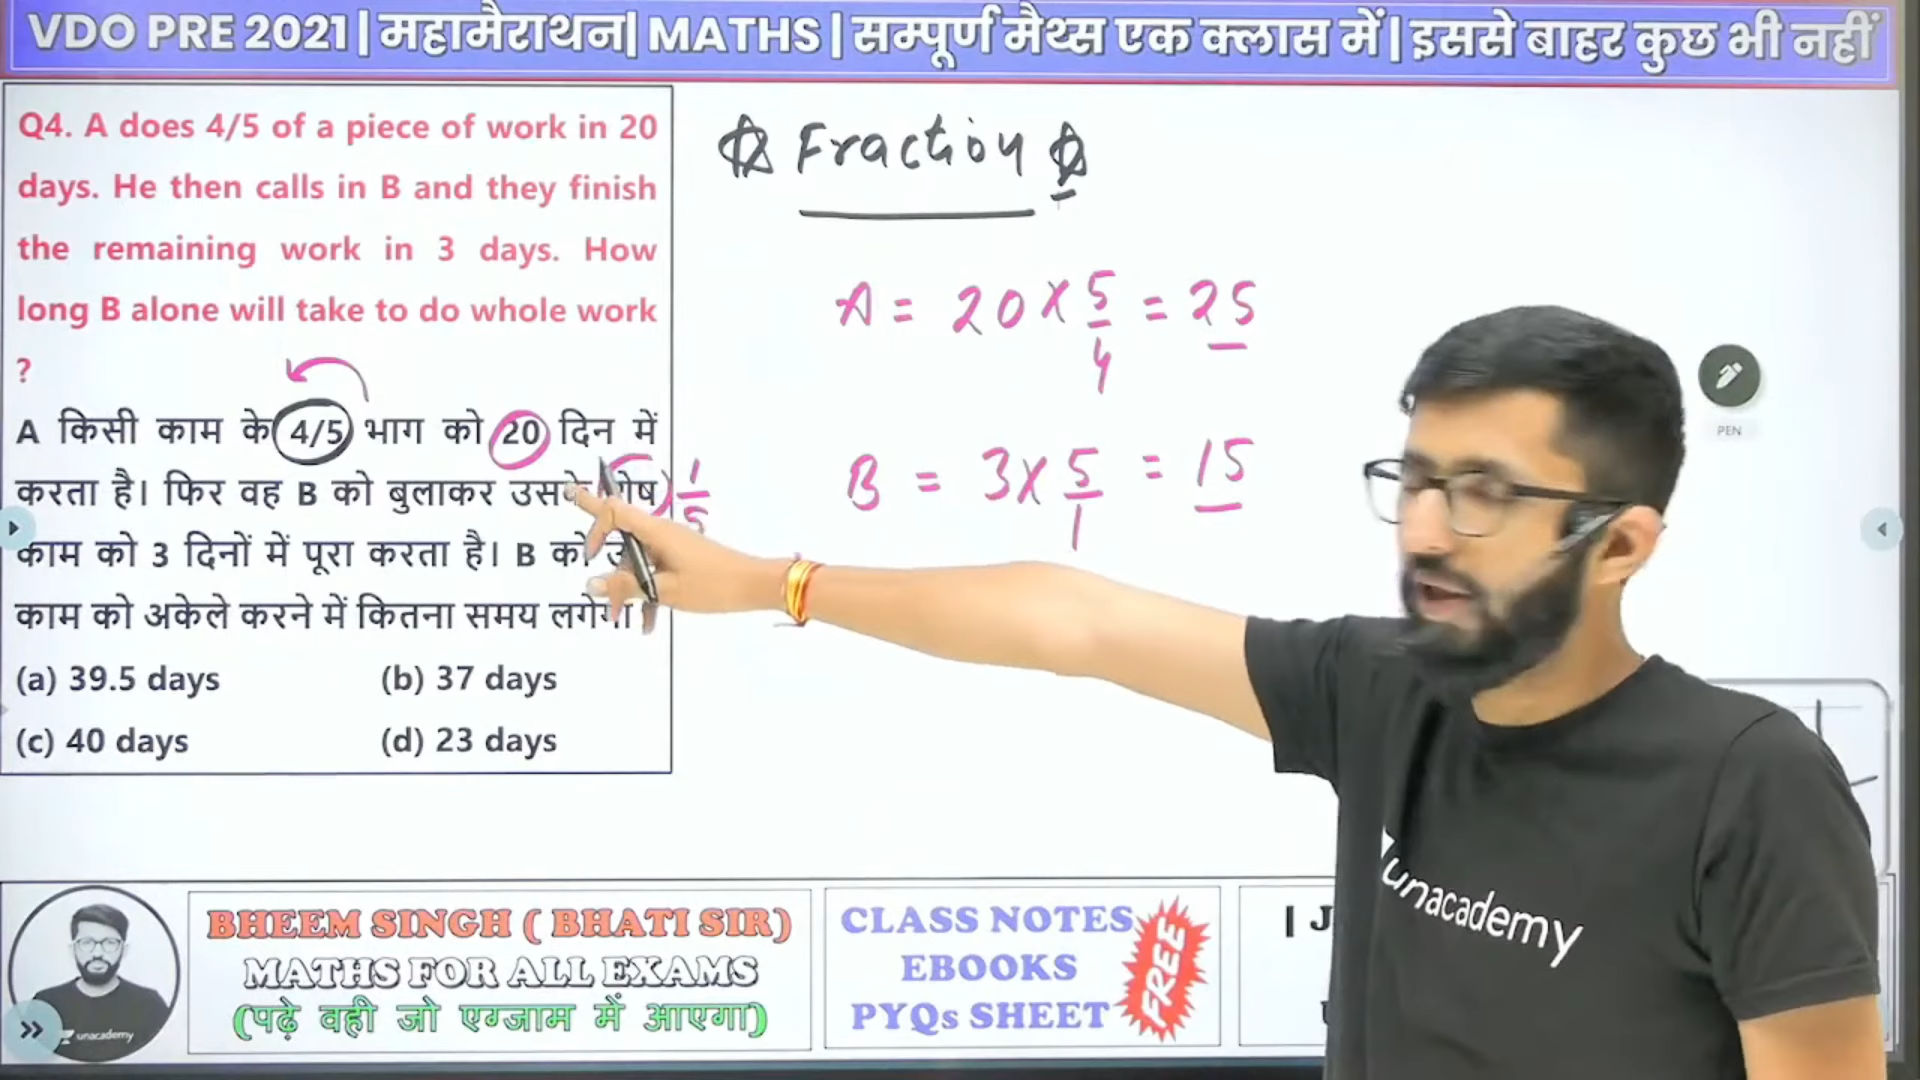 VDO PRE 2021 | महामैराथन| MATHS | सम्पूर्ण मैथ्स एक क्लास में | इससे बाहर कुछ भी नहीं
Q4. A does 4/5 of a piece of work in 20
days. He then calls in B and they finish
the remaining work in 3 days. How
long B alone will take to do whole work
?
A किसी काम के 4/5 भाग को 20 दिन में
करता है। फिर वह B को बुलाकर
काम को 3 दिनों में पूरा करता है। B को
काम को अकेले करने में कितना समय
(a) 39.5 days (b) 37 days
(c) 40 days (d) 23 days
1/5
Fraction
A = 20 × 5/4 = 25
B = 3 × 5/1 = 15
PEN
unacademy
unacademy
BHEEM SINGH ( BHATI SIR)
MATHS FOR ALL EXAMS
(पढ़े वही जो एग्जाम में आएगा)
CLASS NOTES
EBOOKS
PYQs SHEET
FREE
| J